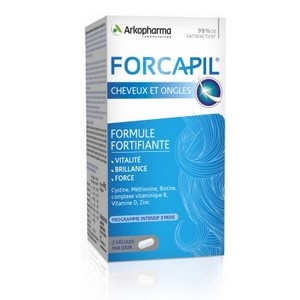 Arkopharma
LABORATOIRES
98% DE
SATISFACTION
FORCAPIL®
CHEVEUX ET ONGLES
FORMULE
FORTIFIANTE
• VITALITÉ
• BRILLANCE
• FORCE
Cystine, Méthionine, Biotine,
complexe vitaminique B,
Vitamine D, Zinc
PROGRAMME INTENSIF 3 MOIS
2 GÉLULES
PAR JOUR